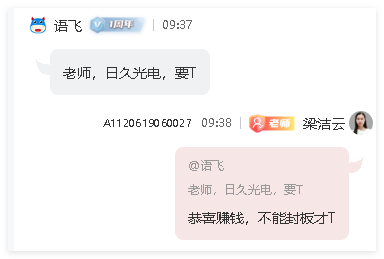 语飞 1周年 09:37
老师，日久光电，要T
A1120619060027 09:38 老师 梁洁云
@语飞
老师，日久光电，要T
恭喜赚钱，不能封板才T